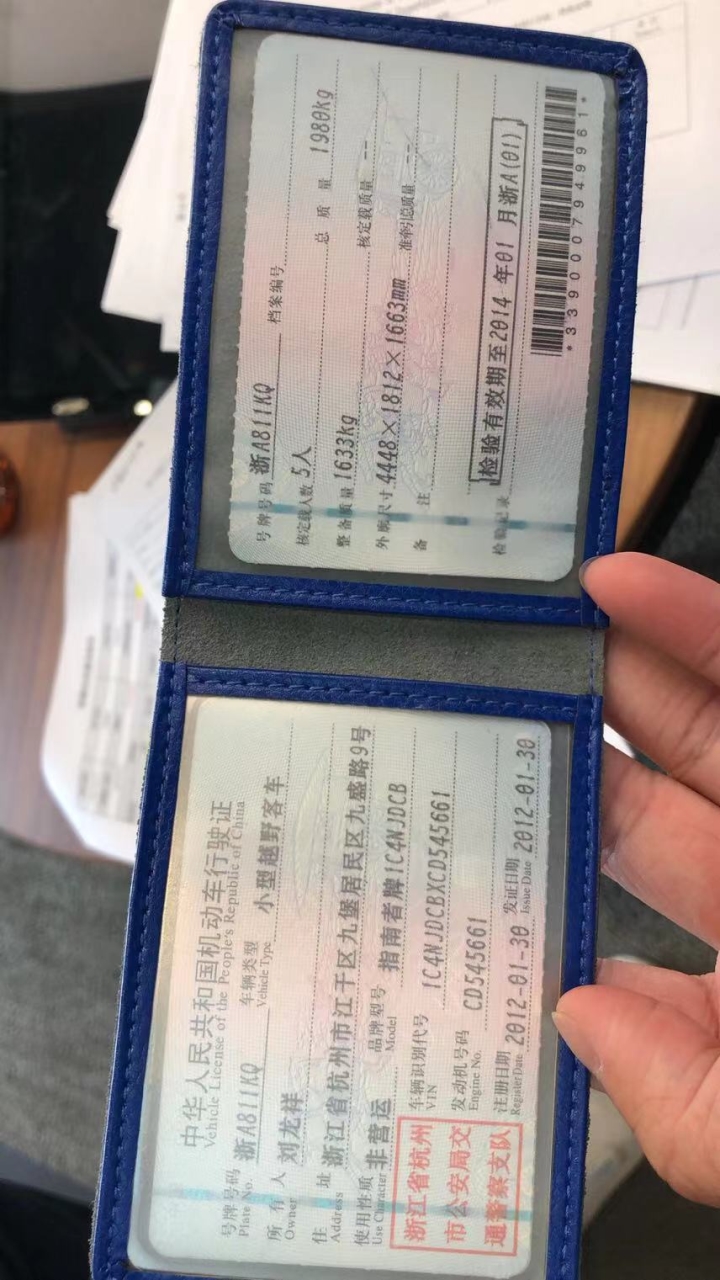 中华人民共和国机动车行驶证
Vehicle License of the People's Republic of China
号牌号码 浙A811KQ 车辆类型 小型越野客车
Plate No. Vehicle Type
所有人 刘龙祥
Owner
住址 浙江省杭州市江干区九堡居民区九盛路9号
Address
使用性质 非营运 品牌型号 指南者牌1C4NJDCB
Use Character Model
浙江省杭州
市公安局交
通警察支队
车辆识别代号 1C4NJDCBXCD545661
VIN
发动机号码 CD545661
Engine No.
注册日期 2012-01-30 发证日期 2012-01-30
Register Date Issue Date
号牌号码 浙A811KQ 档案编号
核定载人数 5人 总质量 1980kg
整备质量 1633kg 核定载质量 --
外廓尺寸 4448×1812×1663mm 准牵引总质量 --
备注
检验记录 检验有效期至2014年01月浙A(01)
*3390007949961*